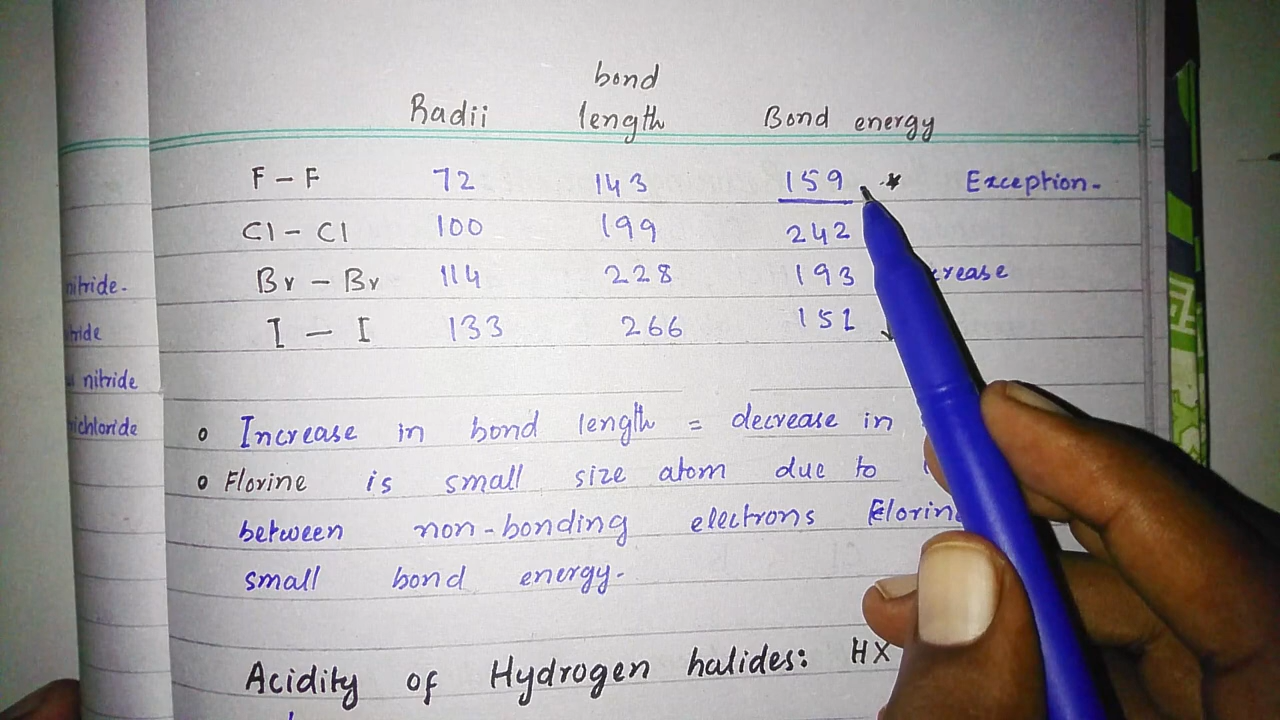 bond
Radii length Bond energy
F - F 72 143 159 * Exception-
Cl - Cl 100 199 242
nitride. Br - Br 114 228 193
I - I 133 266 151
nitride
chloride o Increase in bond length = decrease in
o Florine is small size atom due to
between non-bonding electrons
small bond energy.
Acidity of Hydrogen halides: HX